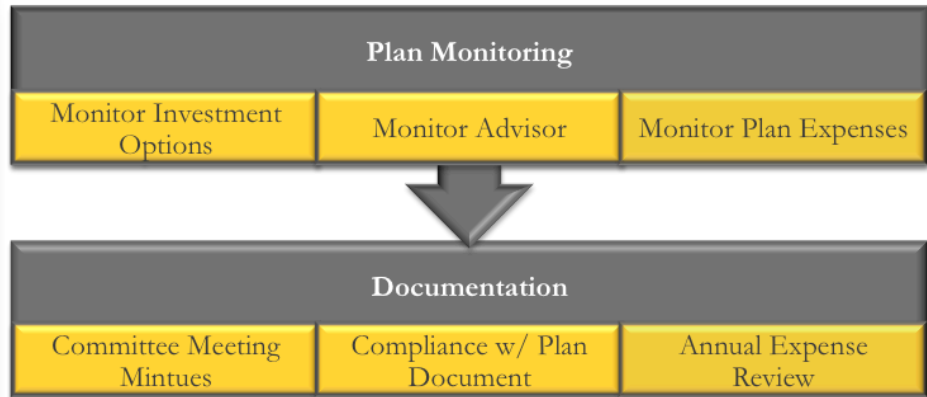 Plan Monitoring
Monitor Investment
Options
Monitor Advisor
Monitor Plan Expenses
Documentation
Committee Meeting
Mintues
Compliance w/ Plan
Document
Annual Expense
Review